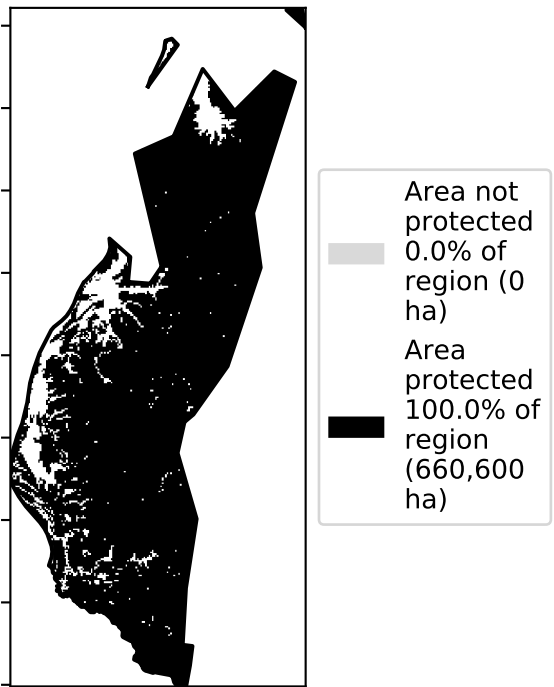 Area not
protected
0.0% of
region (0
ha)
Area
protected
100.0% of
region
(660,600
ha)